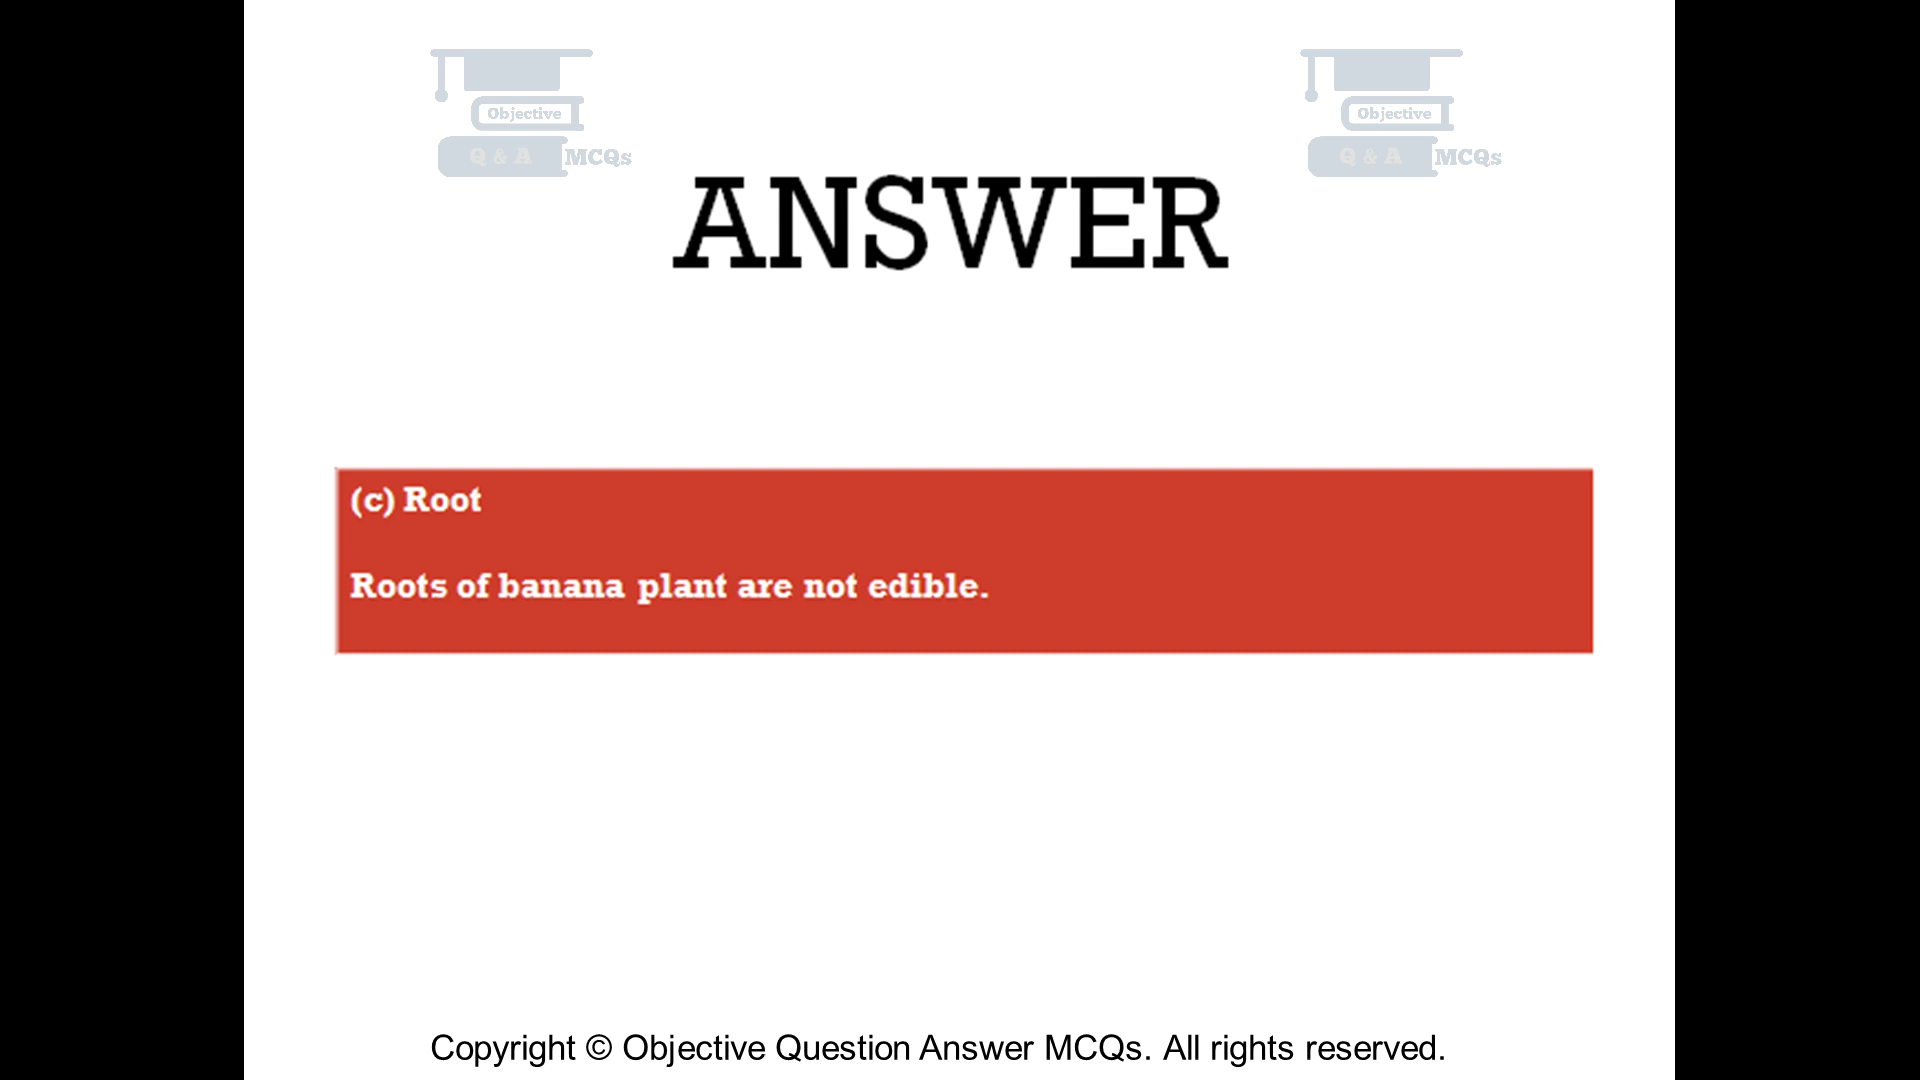 Objective
Q & A MCQs
Objective
Q & A MCQs
ANSWER
(c) Root
Roots of banana plant are not edible.
Copyright © Objective Question Answer MCQs. All rights reserved.